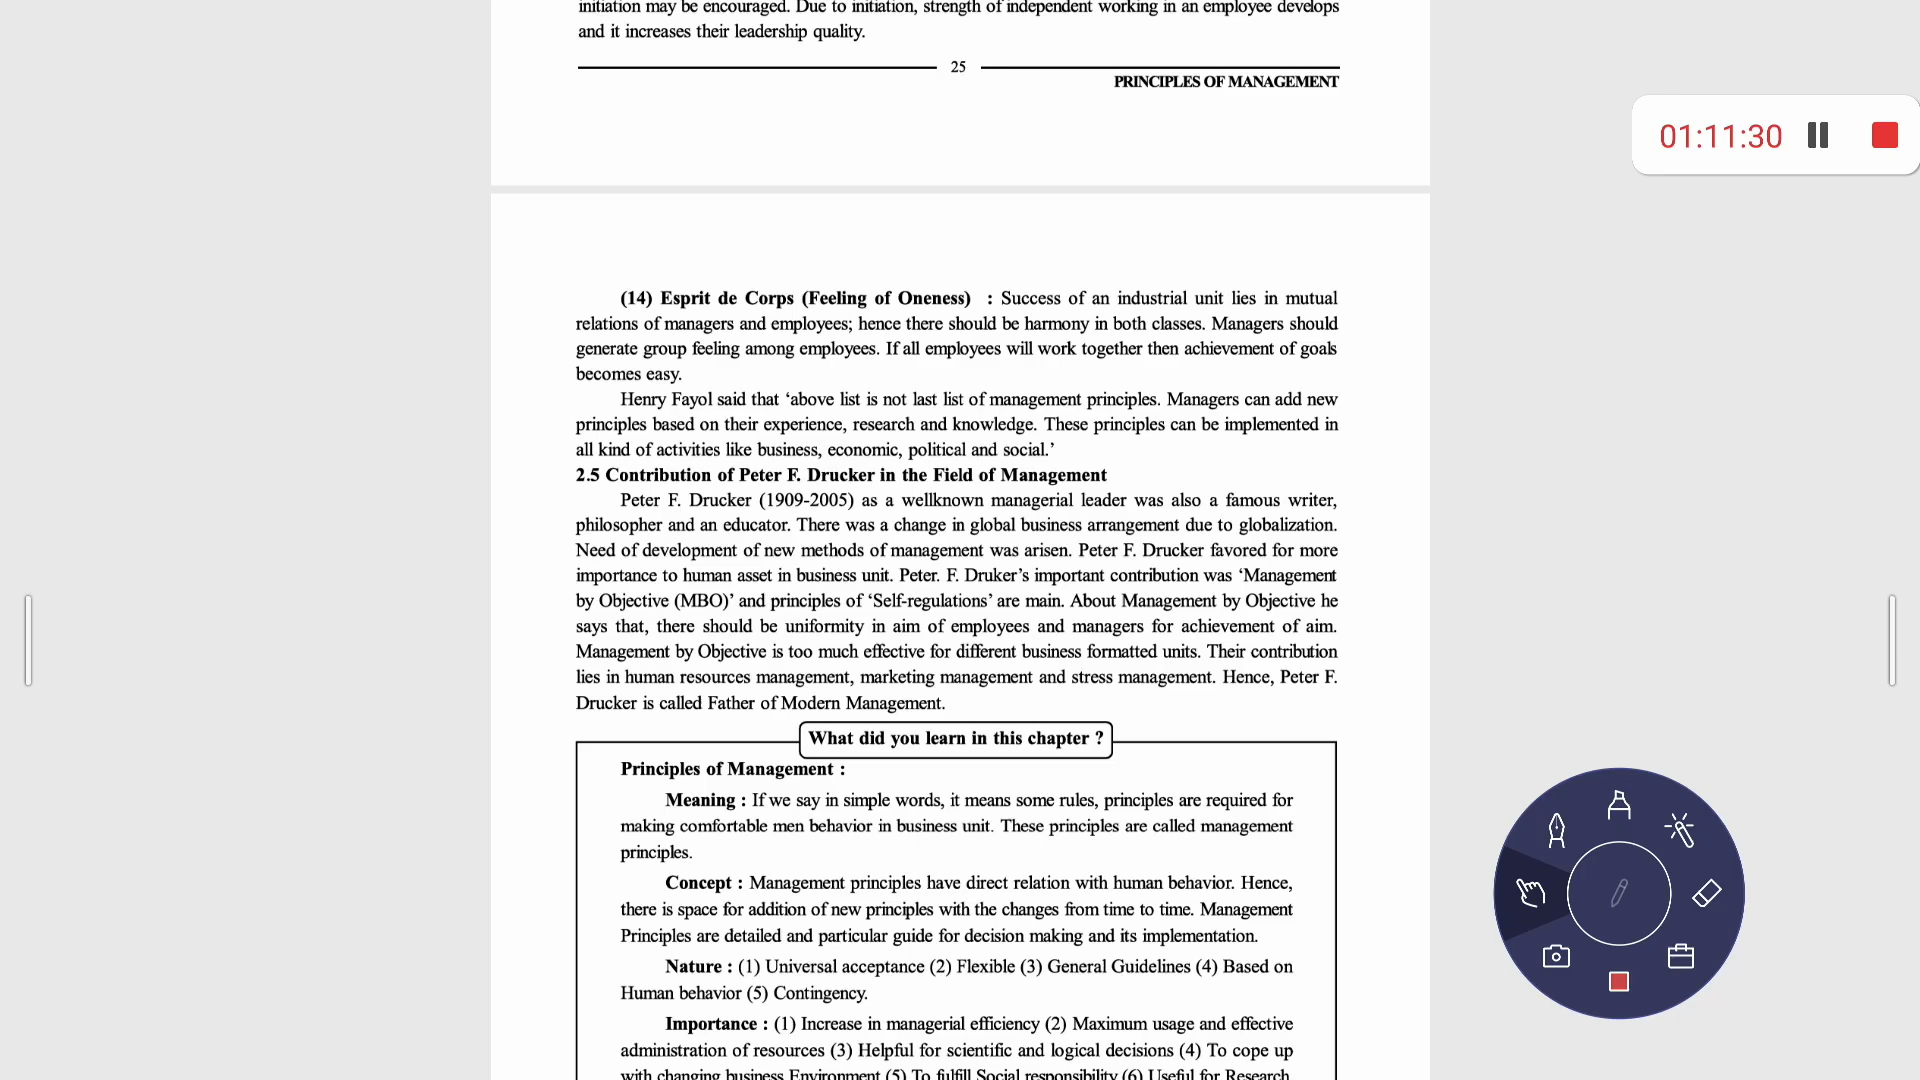 initiation may be encouraged. Due to initiation, strength of independent working in an employee develops
and it increases their leadership quality.
25
PRINCIPLES OF MANAGEMENT
01:11:30
(14) Esprit de Corps (Feeling of Oneness) : Success of an industrial unit lies in mutual
relations of managers and employees; hence there should be harmony in both classes. Managers should
generate group feeling among employees. If all employees will work together then achievement of goals
becomes easy.
Henry Fayol said that ‘above list is not last list of management principles. Managers can add new
principles based on their experience, research and knowledge. These principles can be implemented in
all kind of activities like business, economic, political and social.’
2.5 Contribution of Peter F. Drucker in the Field of Management
Peter F. Drucker (1909-2005) as a wellknown managerial leader was also a famous writer,
philosopher and an educator. There was a change in global business arrangement due to globalization.
Need of development of new methods of management was arisen. Peter F. Drucker favored for more
importance to human asset in business unit. Peter. F. Druker’s important contribution was ‘Management
by Objective (MBO)’ and principles of ‘Self-regulations’ are main. About Management by Objective he
says that, there should be uniformity in aim of employees and managers for achievement of aim.
Management by Objective is too much effective for different business formatted units. Their contribution
lies in human resources management, marketing management and stress management. Hence, Peter F.
Drucker is called Father of Modern Management.
What did you learn in this chapter ?
Principles of Management :
Meaning : If we say in simple words, it means some rules, principles are required for
making comfortable men behavior in business unit. These principles are called management
principles.
Concept : Management principles have direct relation with human behavior. Hence,
there is space for addition of new principles with the changes from time to time. Management
Principles are detailed and particular guide for decision making and its implementation.
Nature : (1) Universal acceptance (2) Flexible (3) General Guidelines (4) Based on
Human behavior (5) Contingency.
Importance : (1) Increase in managerial efficiency (2) Maximum usage and effective
administration of resources (3) Helpful for scientific and logical decisions (4) To cope up
with changing business Environment (5) To fulfill Social responsibility (6) Useful for Research.